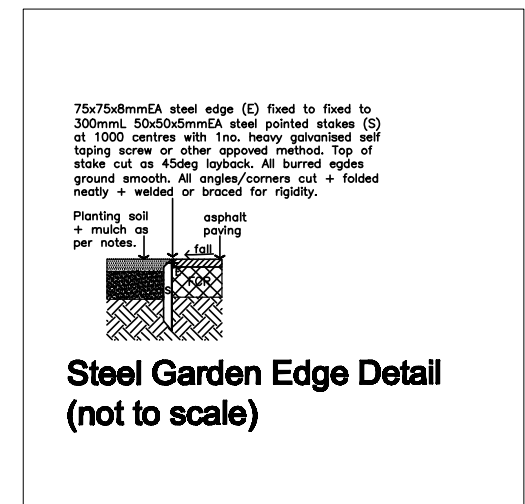 75x75x8mmEA steel edge (E) fixed to fixed to
300mmL 50x50x5mmEA steel pointed stakes (S)
at 1000 centres with 1no. heavy galvanised self
taping screw or other appoved method. Top of
stake cut as 45deg layback. All burred egdes
ground smooth. All angles/corners cut + folded
neatly + welded or braced for rigidity.
Planting soil
+ mulch as
per notes.
asphalt
paving
fall
E
FCR
S
Steel Garden Edge Detail
(not to scale)